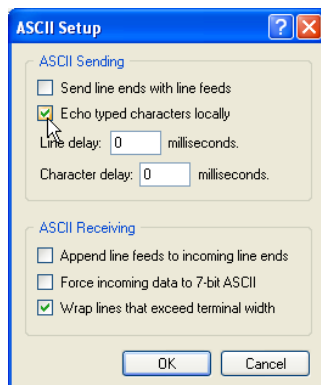 ASCII Setup
ASCII Sending
Send line ends with line feeds
Echo typed characters locally
Line delay: 0 milliseconds.
Character delay: 0 milliseconds.
ASCII Receiving
Append line feeds to incoming line ends
Force incoming data to 7-bit ASCII
Wrap lines that exceed terminal width
OK Cancel